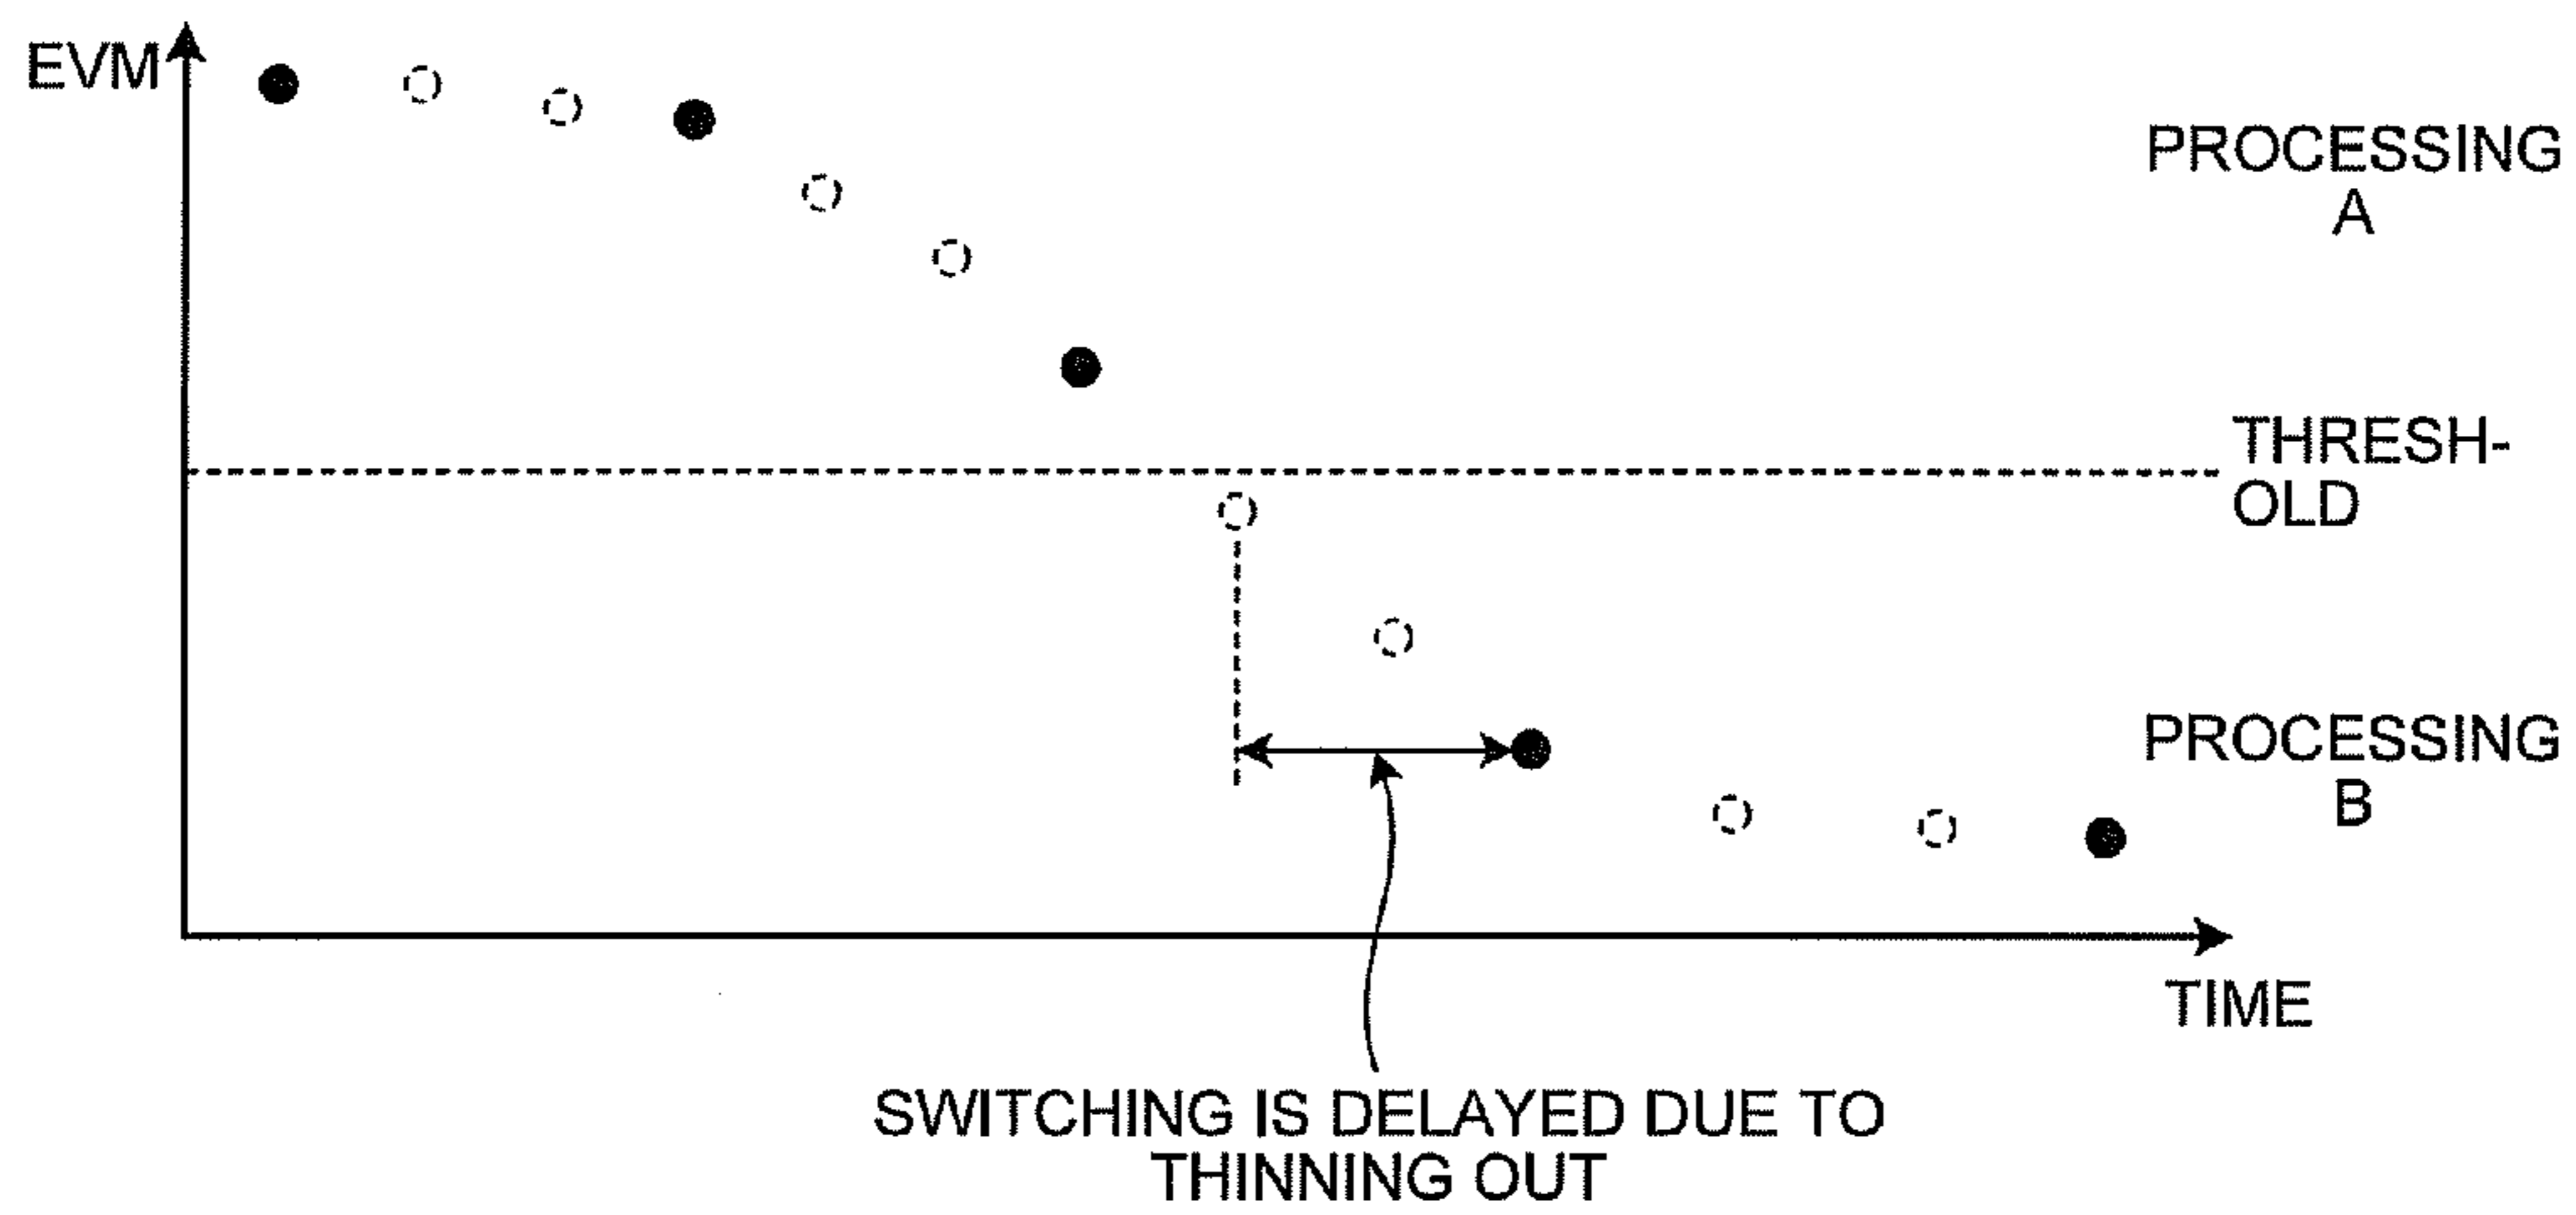 EVM
PROCESSING
A
THRESH-
OLD
PROCESSING
B
TIME
SWITCHING IS DELAYED DUE TO
THINNING OUT